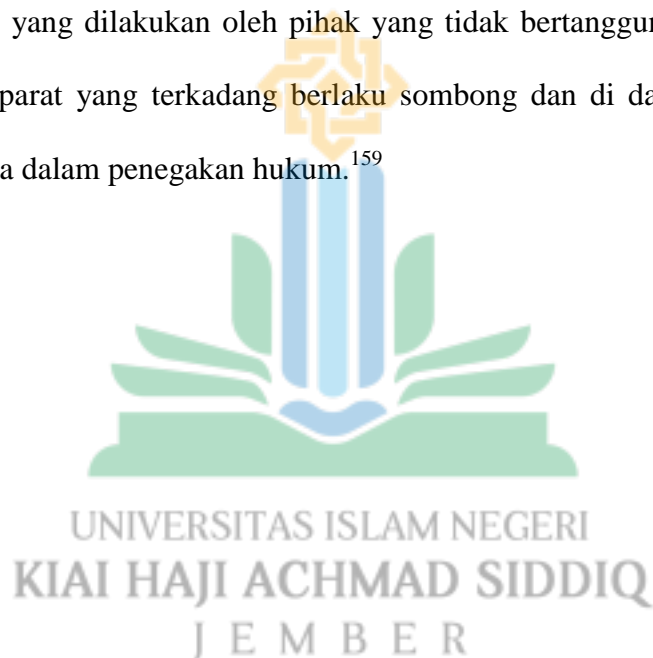 yang dilakukan oleh pihak yang tidak bertanggun
parat yang terkadang berlaku sombong dan di da
a dalam penegakan hukum.159
UNIVERSITAS ISLAM NEGERI
KIAI HAJI ACHMAD SIDDIQ
J E M B E R